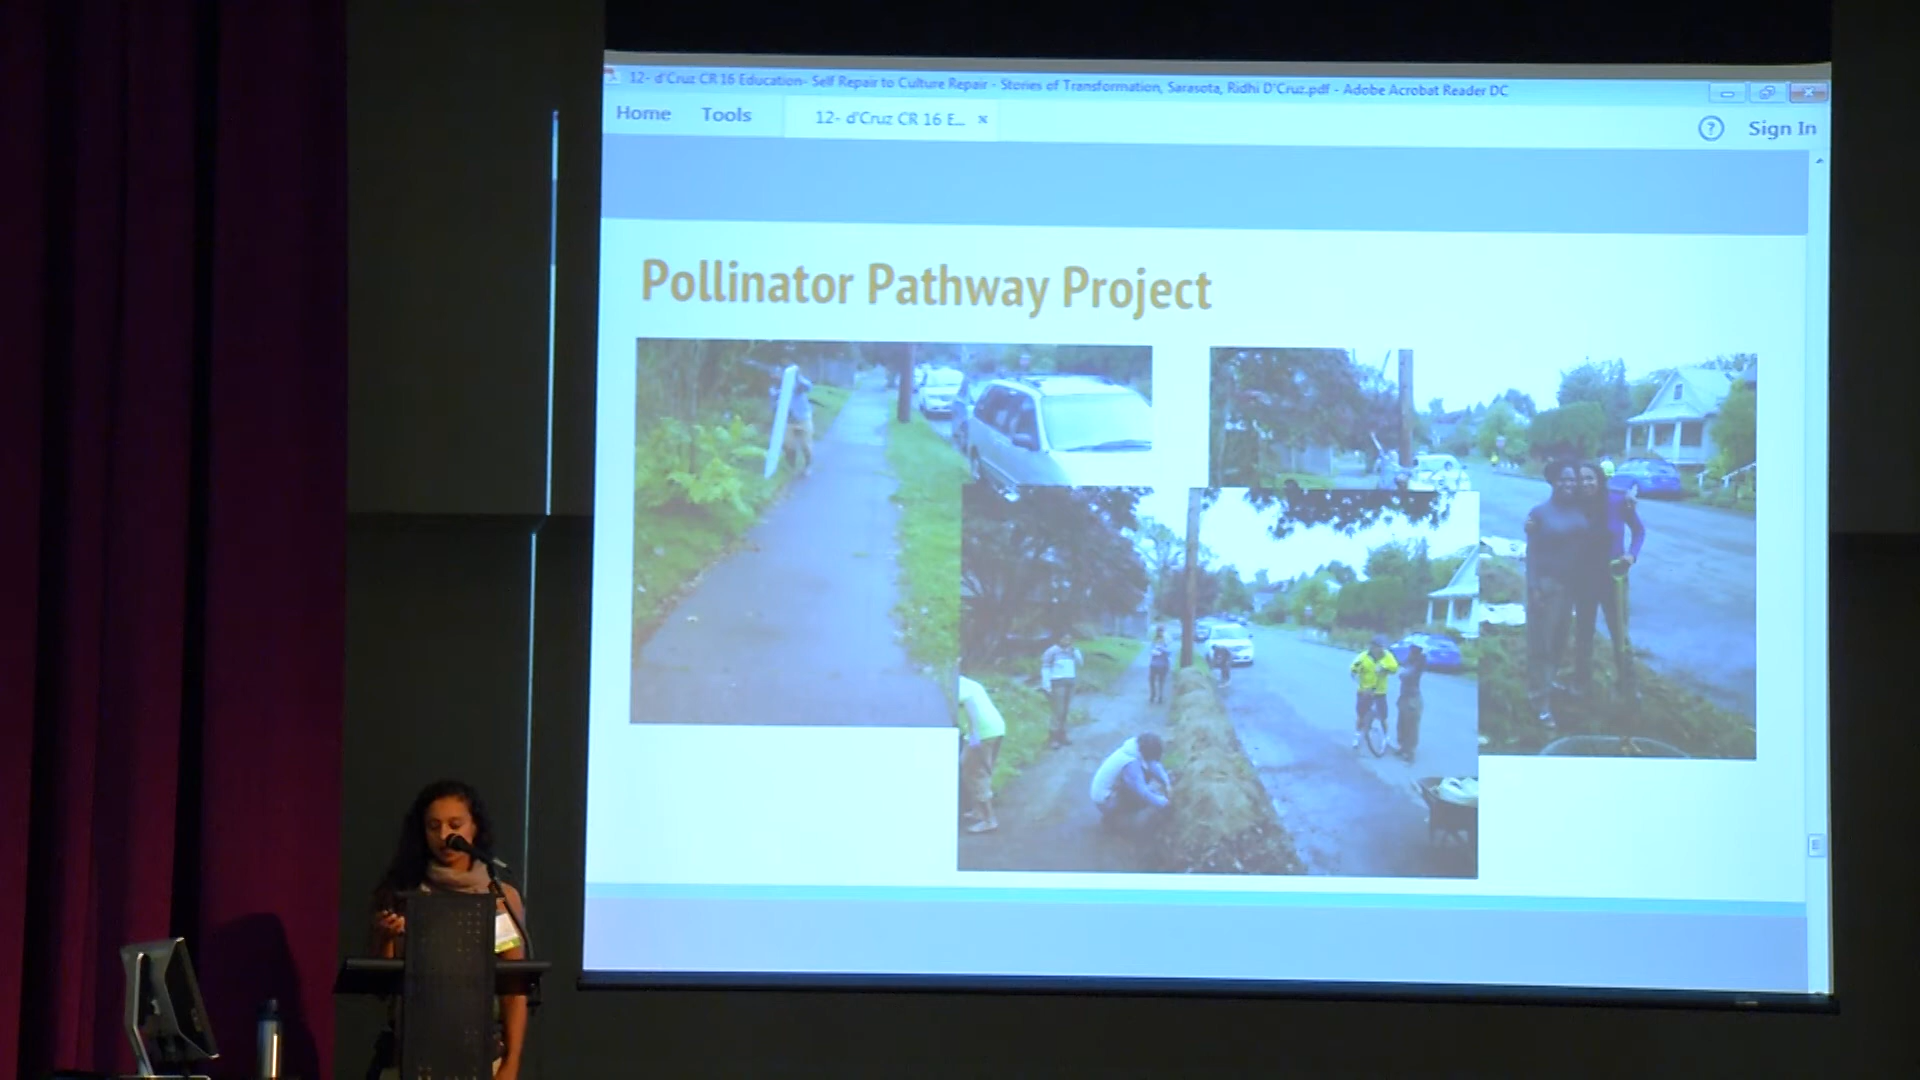 12- d'Cruz CR 16 Education- Self Repair to Culture Repair - Stories of Transformation, Sarasota, Ridhi D'Cruz.pdf - Adobe Acrobat Reader DC
Home Tools 12- d'Cruz CR 16 E... × ? Sign In
Pollinator Pathway Project